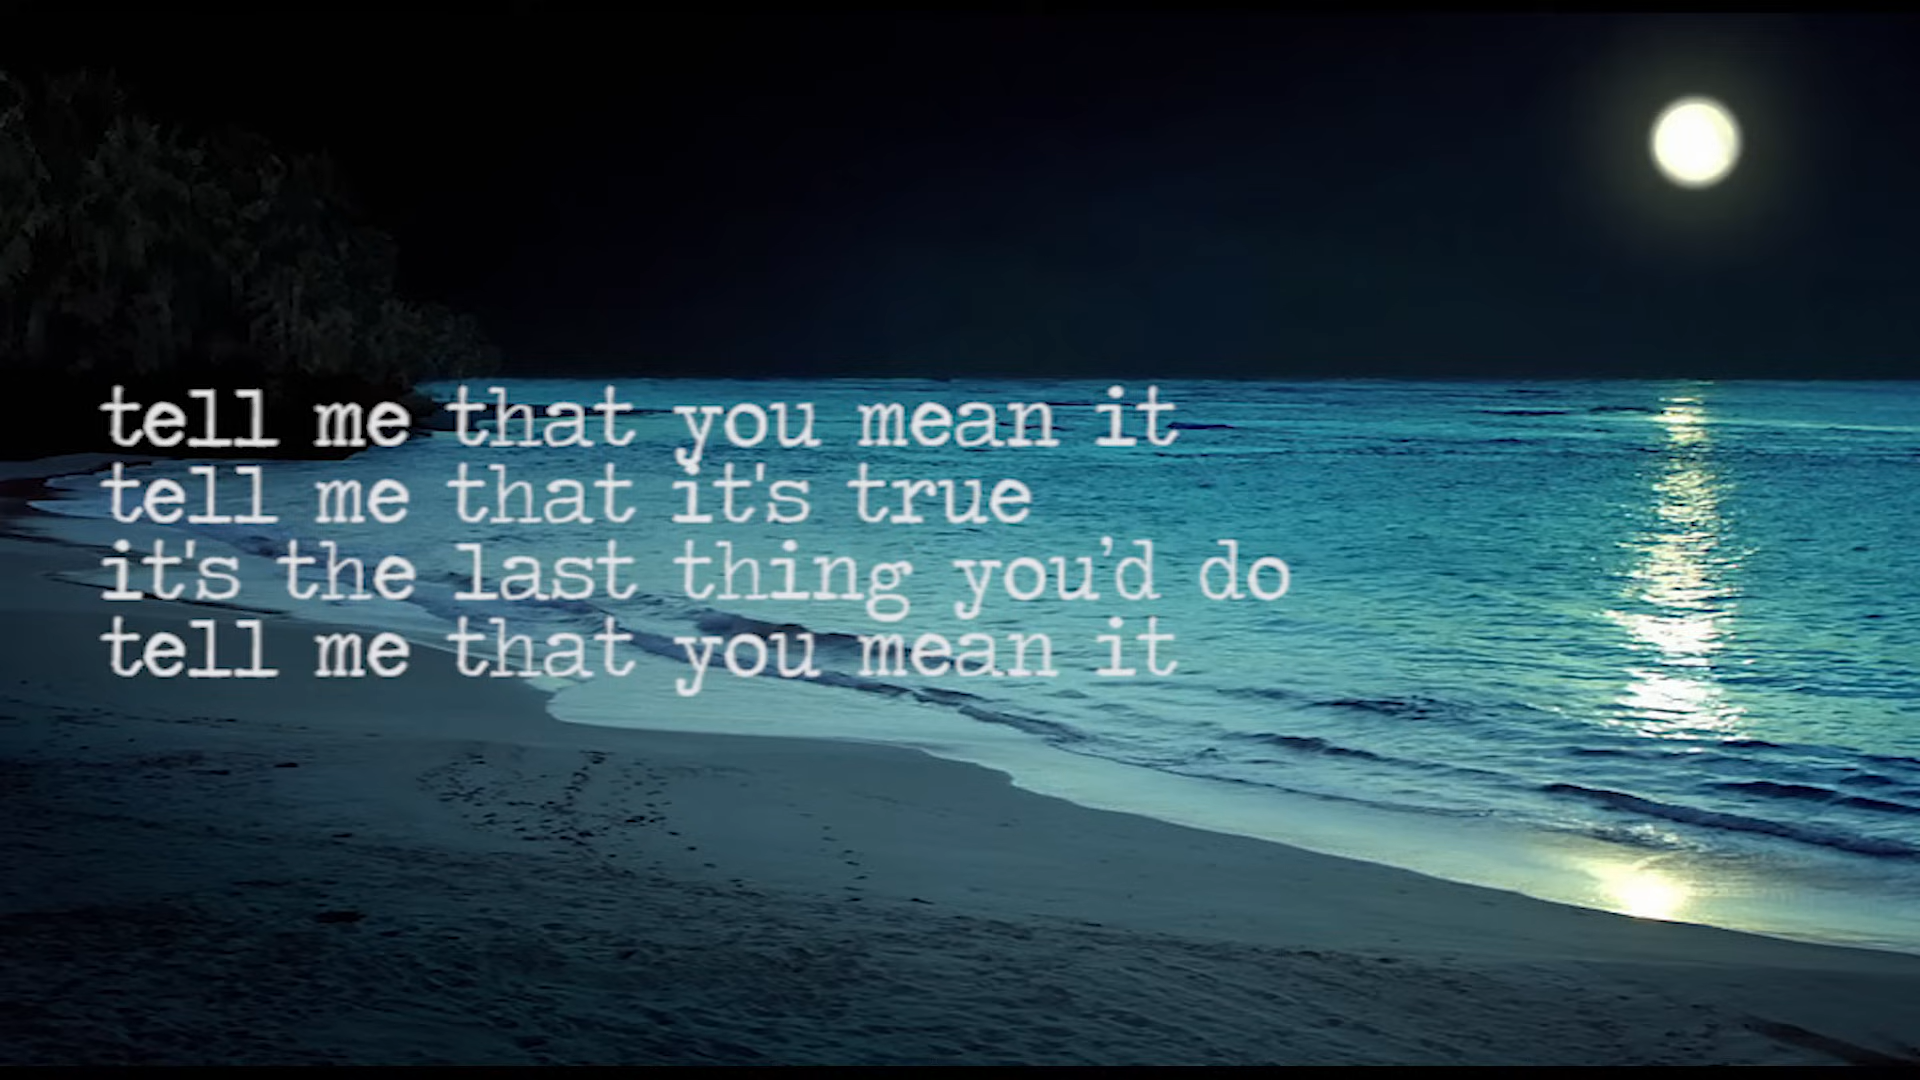 tell me that you mean it
tell me that it's true
it's the last thing you’d do
tell me that you mean it